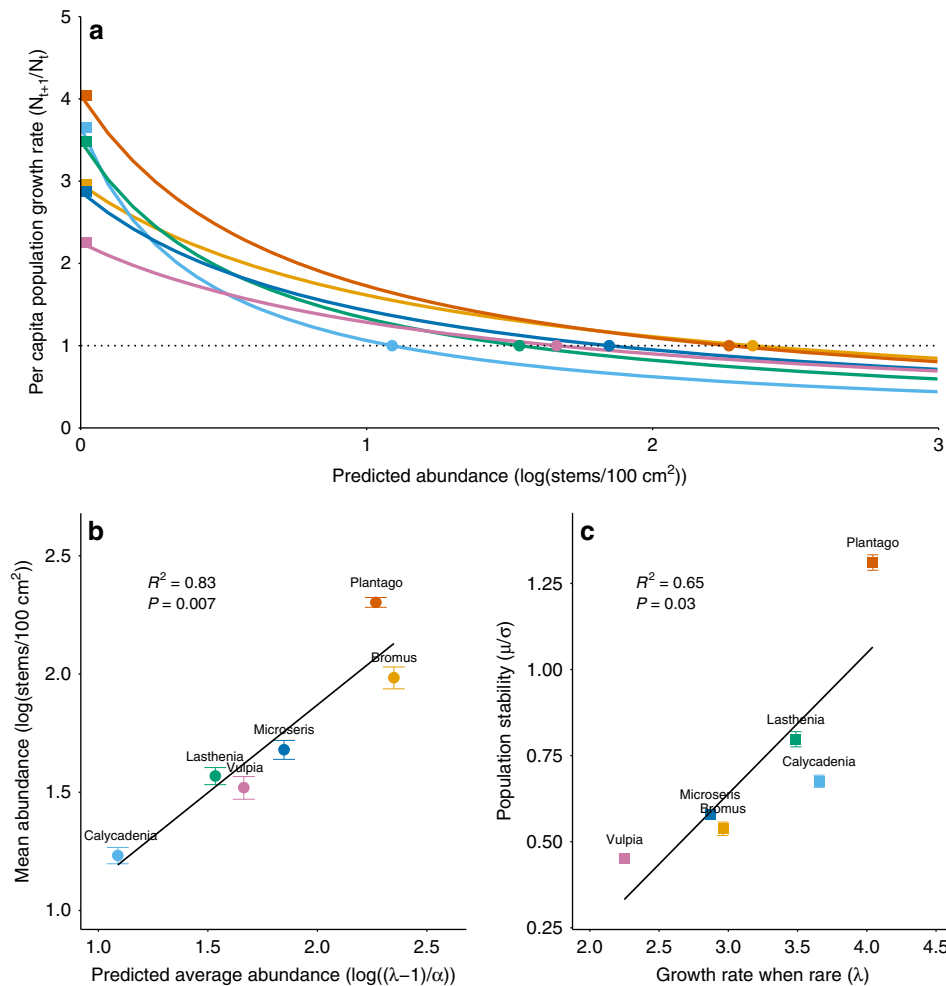 a
Per capita population growth rate (Nt+1/Nt)
5
4
3
2
1
0
0 1 2 3
Predicted abundance (log(stems/100 cm²))
b
Mean abundance (log(stems/100 cm²))
2.5
2.0
1.5
1.0
R² = 0.83
P = 0.007
Plantago
Bromus
Microseris
Lasthenia
Vulpia
Calycadenia
1.0 1.5 2.0 2.5
Predicted average abundance (log((λ−1)/α))
c
Population stability (μ/σ)
1.25
1.00
0.75
0.50
0.25
R² = 0.65
P = 0.03
Plantago
Lasthenia
Calycadenia
Microseris
Bromus
Vulpia
2.0 2.5 3.0 3.5 4.0 4.5
Growth rate when rare (λ)